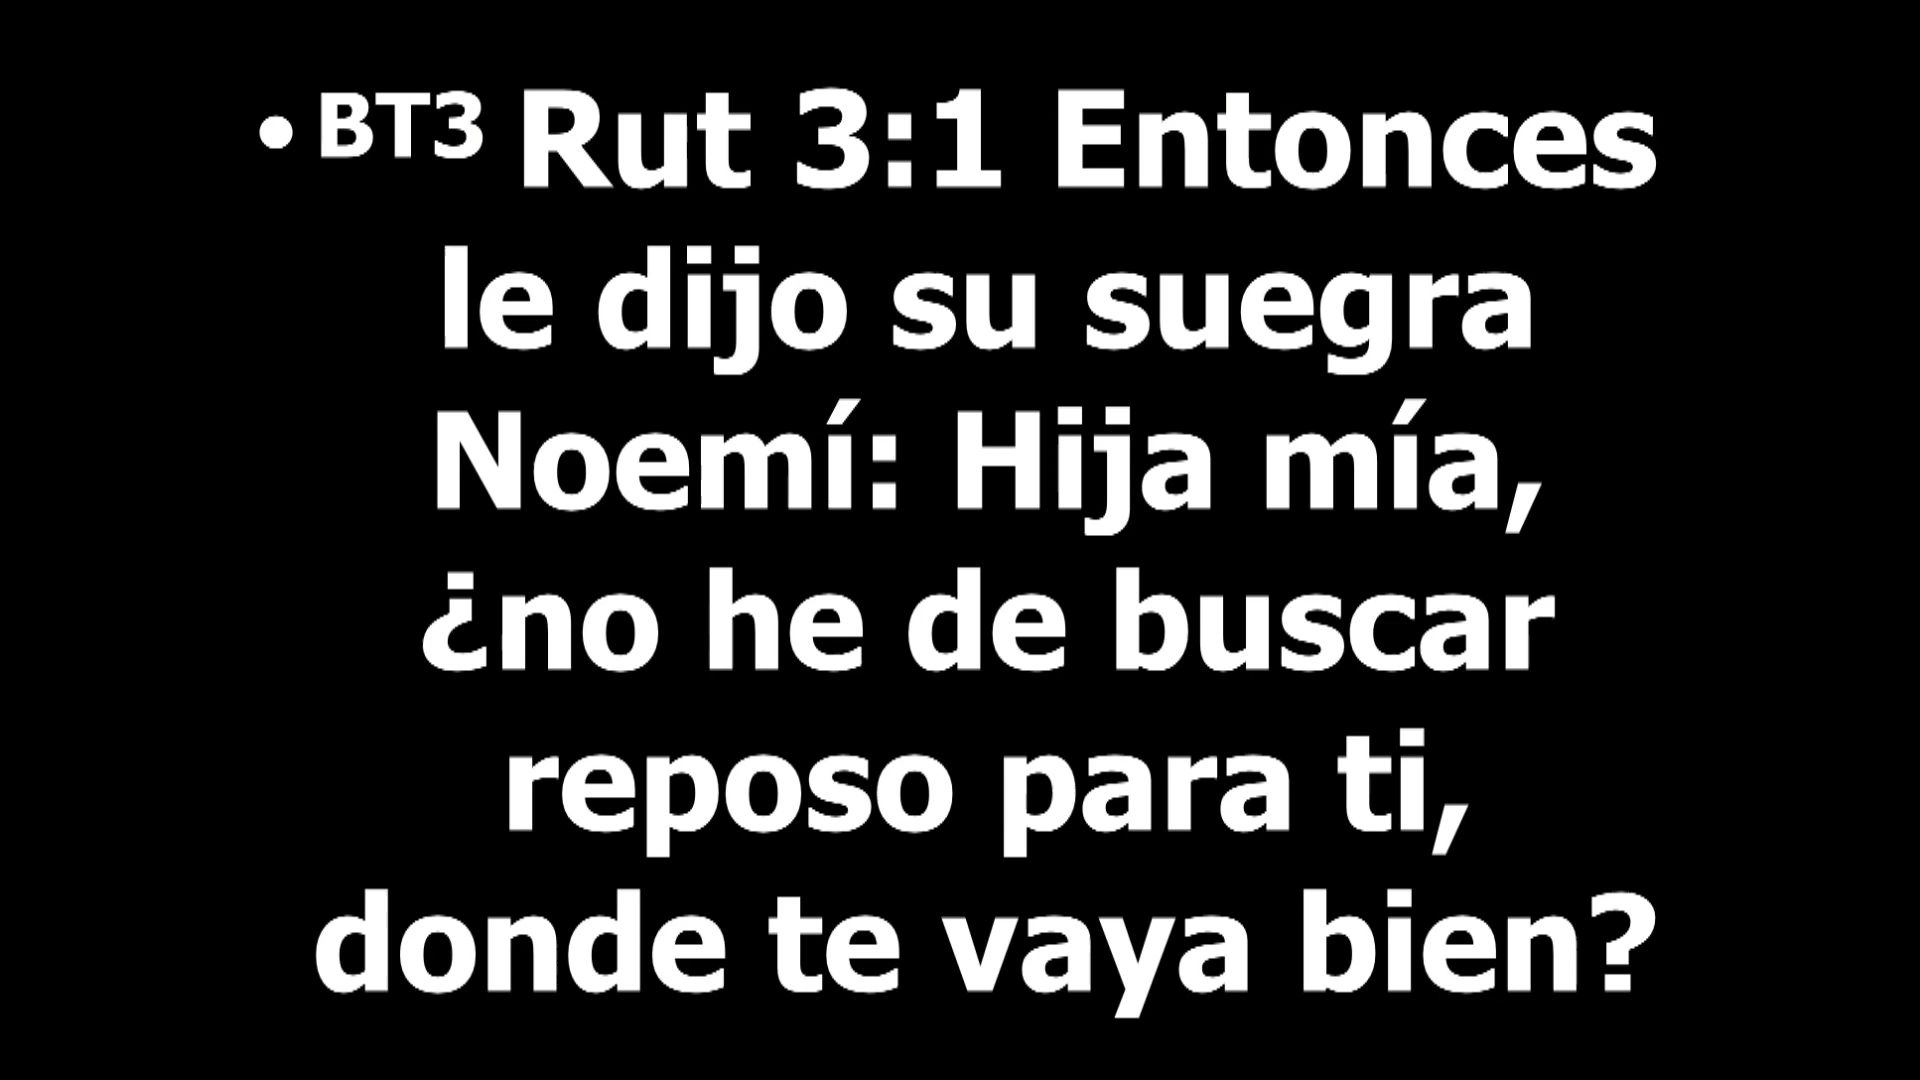 • BT3 Rut 3:1 Entonces
le dijo su suegra
Noemí: Hija mía,
¿no he de buscar
reposo para ti,
donde te vaya bien?